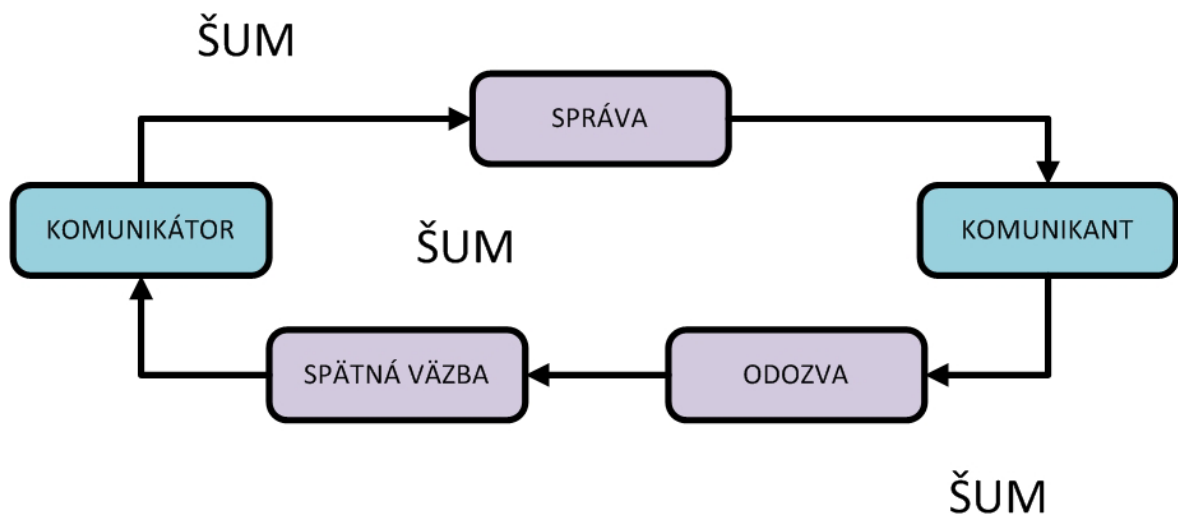 ŠUM
SPRÁVA
KOMUNIKÁTOR
KOMUNIKANT
ŠUM
SPÄTNÁ VÄZBA
ODOZVA
ŠUM